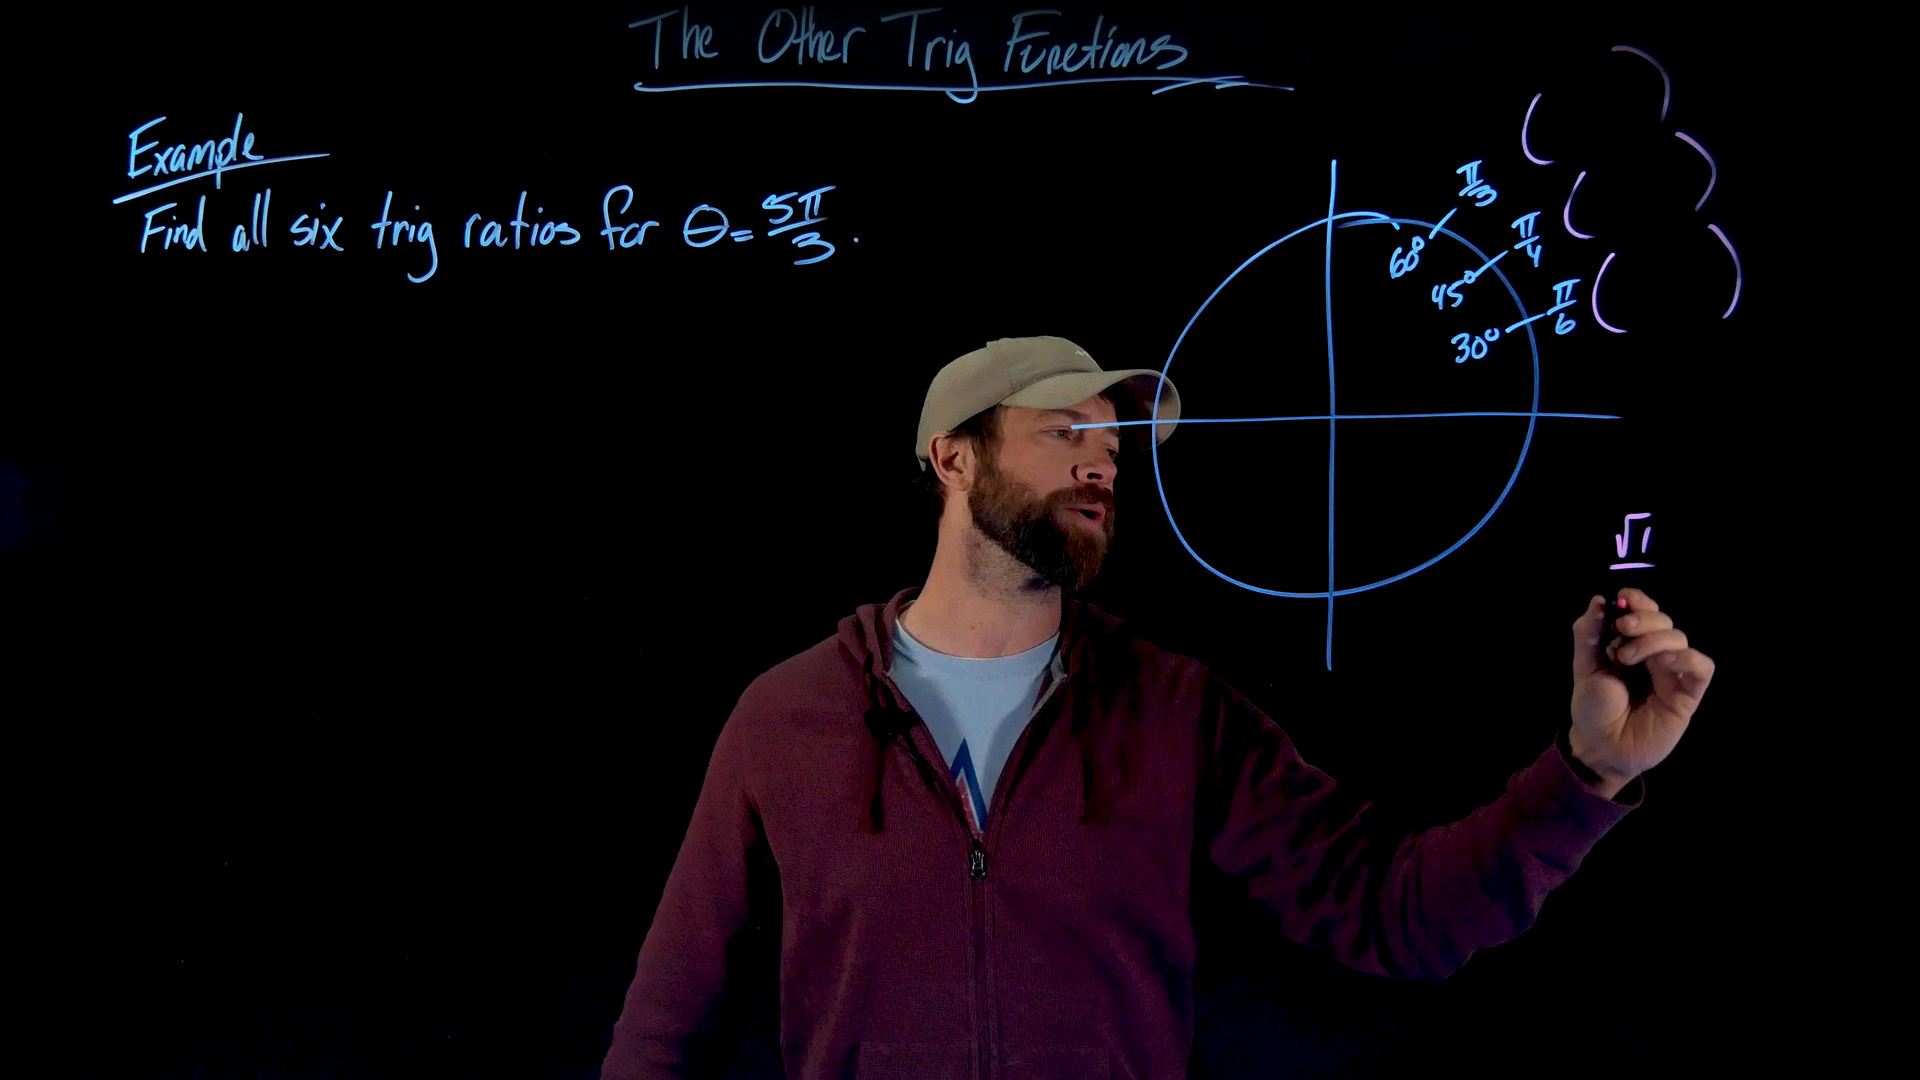 The Other Trig Functions
Example
Find all six trig ratios for θ = 5π/3.
π/3
60°
π/4
45°
π/6
30°
√1